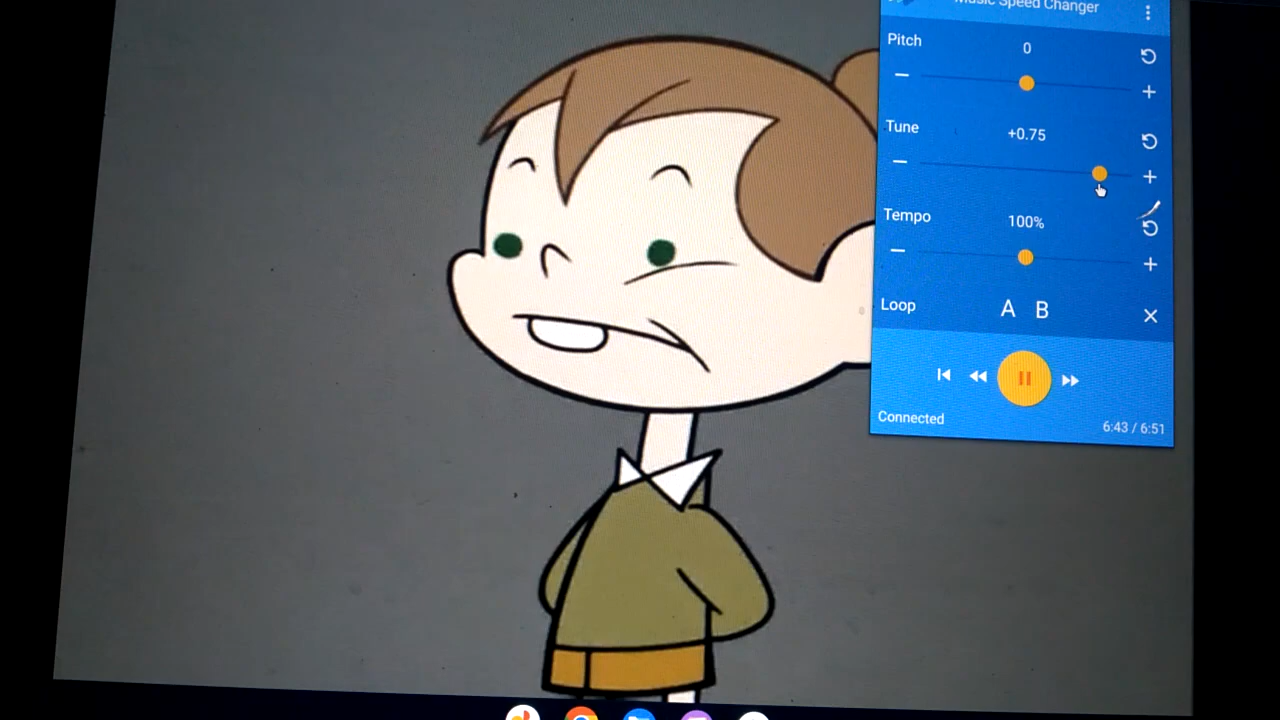 Music Speed Changer
Pitch
0
Tune
+0.75
Tempo
100%
Loop
A B
Connected
6:43 / 6:51